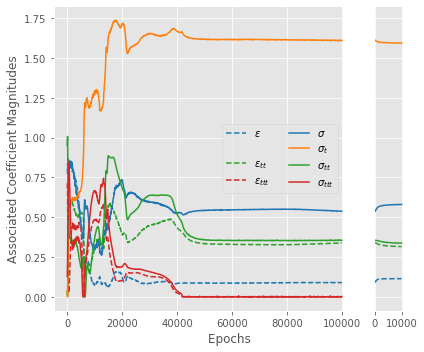 1.75
1.50
1.25
1.00
0.75
0.50
0.25
0.00
Associated Coefficient Magnitudes
ε σ
σt
εtt σtt
εttt σttt
0 20000 40000 60000 80000 100000 0 10000
Epochs